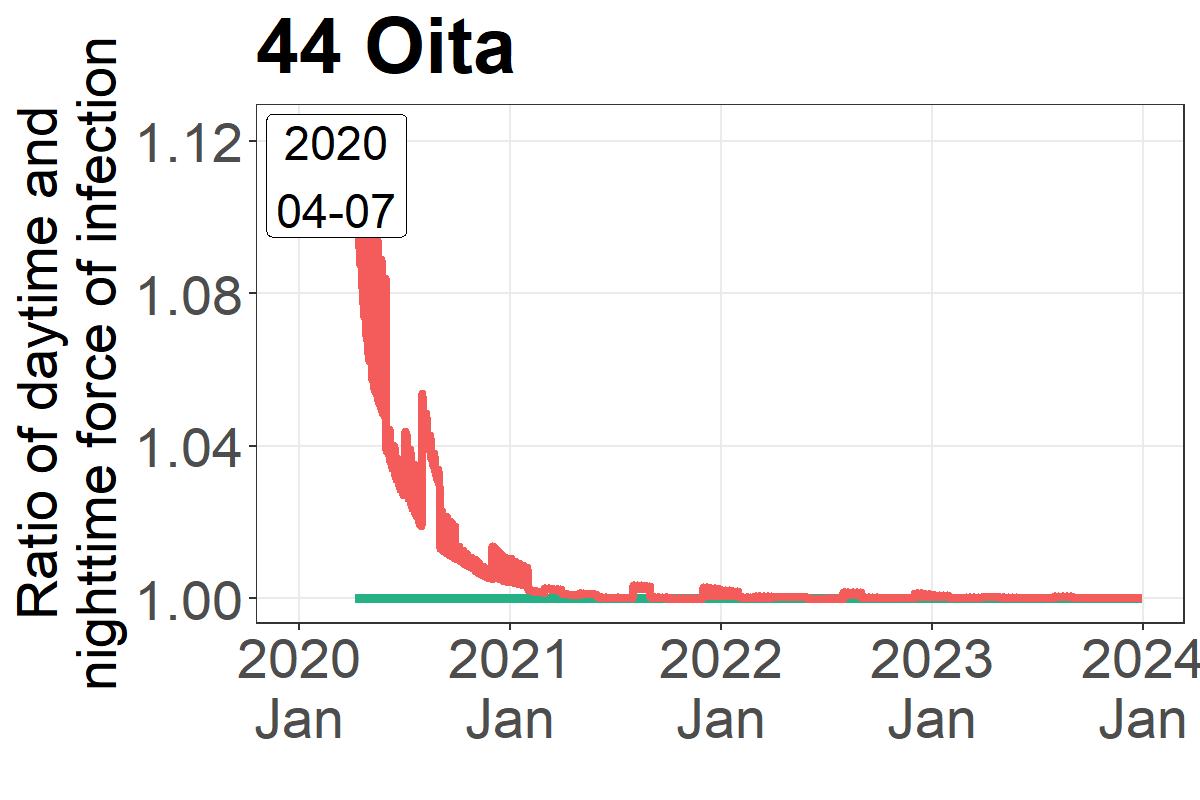 44 Oita
Ratio of daytime and
nighttime force of infection
1.12
1.08
1.04
1.00
2020
04-07
2020
Jan
2021
Jan
2022
Jan
2023
Jan
2024
Jan